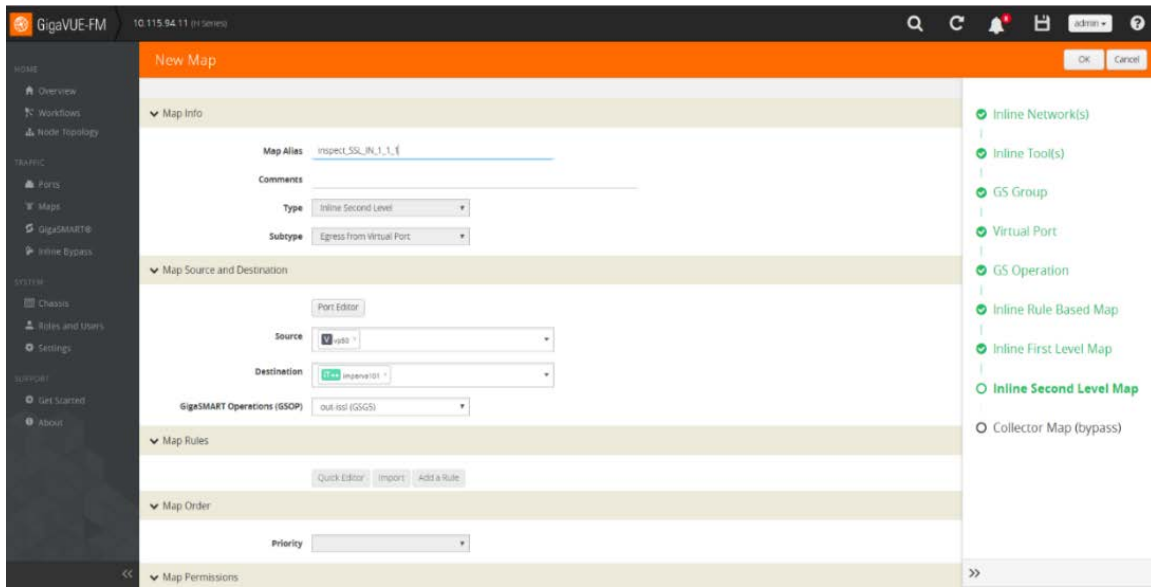 GigaVUE-FM
10.115.94.11 (H Series)
admin
New Map
OK
Cancel
HOME
Overview
Workflows
Node Topology
TRAFFIC
Ports
Maps
GigaSMART®
Inline Bypass
SYSTEM
Chassis
Roles and Users
Settings
SUPPORT
Get Started
About
Map Info
Map Alias inspect_SSL_IN_1_1_1
Comments
Type Inline Second Level
Subtype Egress from Virtual Port
Map Source and Destination
Port Editor
Source V vp80 ×
Destination imperva101 ×
GigaSMART Operations (GSOP) out-issl (GSG5)
Map Rules
Quick Editor Import Add a Rule
Map Order
Priority
Map Permissions
Inline Network(s)
Inline Tool(s)
GS Group
Virtual Port
GS Operation
Inline Rule Based Map
Inline First Level Map
Inline Second Level Map
Collector Map (bypass)